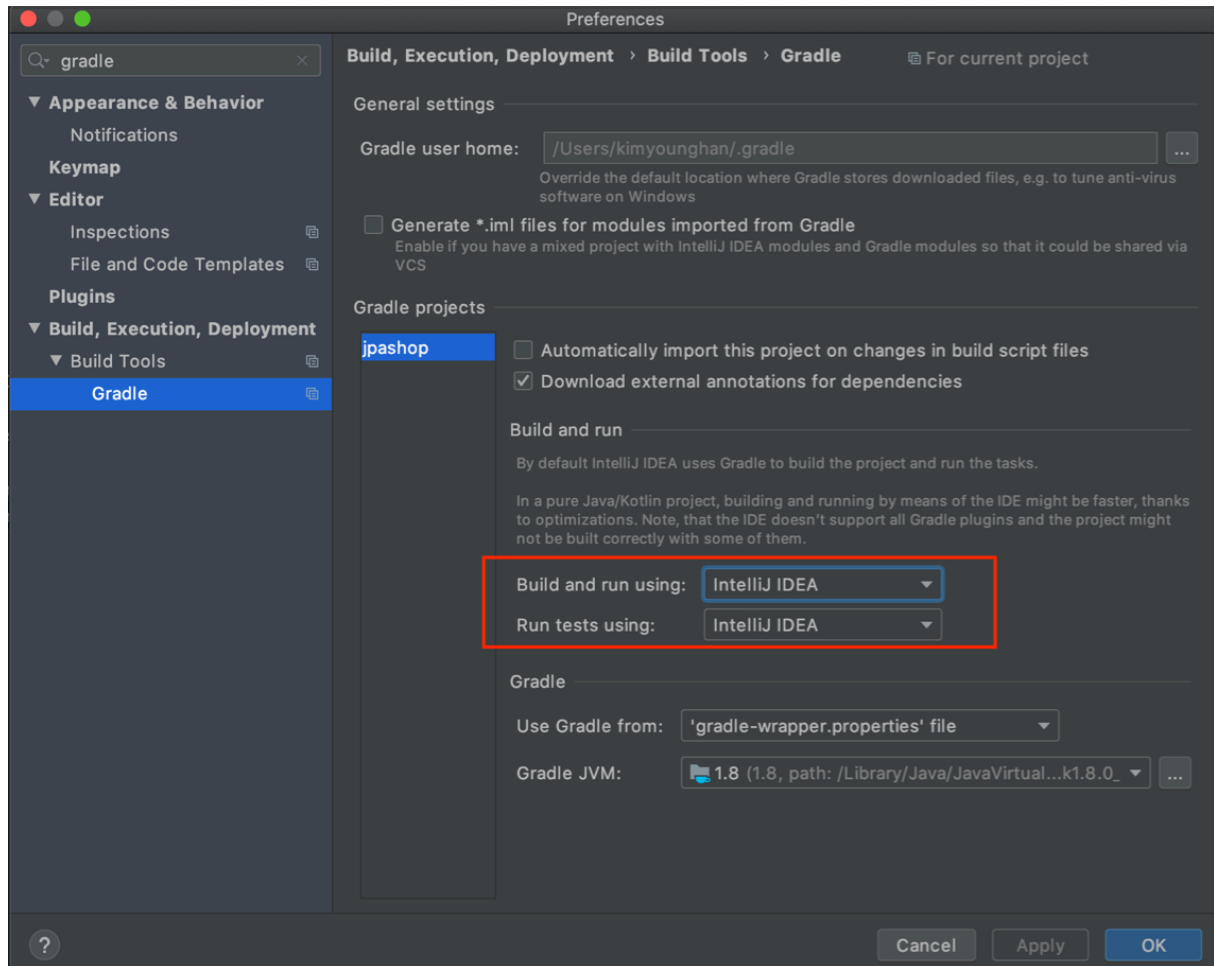 Preferences
gradle
Appearance & Behavior
Notifications
Keymap
Editor
Inspections
File and Code Templates
Plugins
Build, Execution, Deployment
Build Tools
Gradle
Build, Execution, Deployment › Build Tools › Gradle
For current project
General settings
Gradle user home:
/Users/kimyounghan/.gradle
...
Override the default location where Gradle stores downloaded files, e.g. to tune anti-virus
software on Windows
Generate *.iml files for modules imported from Gradle
Enable if you have a mixed project with IntelliJ IDEA modules and Gradle modules so that it could be shared via
VCS
Gradle projects
jpashop
Automatically import this project on changes in build script files
Download external annotations for dependencies
Build and run
By default IntelliJ IDEA uses Gradle to build the project and run the tasks.
In a pure Java/Kotlin project, building and running by means of the IDE might be faster, thanks
to optimizations. Note, that the IDE doesn't support all Gradle plugins and the project might
not be built correctly with some of them.
Build and run using: IntelliJ IDEA
Run tests using: IntelliJ IDEA
Gradle
Use Gradle from: 'gradle-wrapper.properties' file
Gradle JVM: 1.8 (1.8, path: /Library/Java/JavaVirtual...k1.8.0_ ...
? Cancel Apply OK